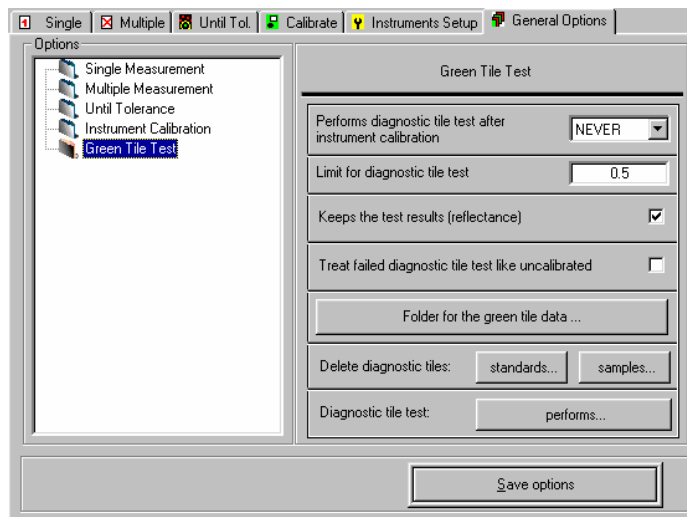 1 Single Multiple Until Tol. Calibrate Instruments Setup General Options
Options
Single Measurement
Multiple Measurement
Until Tolerance
Instrument Calibration
Green Tile Test
Green Tile Test
Performs diagnostic tile test after
instrument calibration
NEVER
Limit for diagnostic tile test 0.5
Keeps the test results (reflectance)
Treat failed diagnostic tile test like uncalibrated
Folder for the green tile data ...
Delete diagnostic tiles: standards... samples...
Diagnostic tile test: performs...
Save options